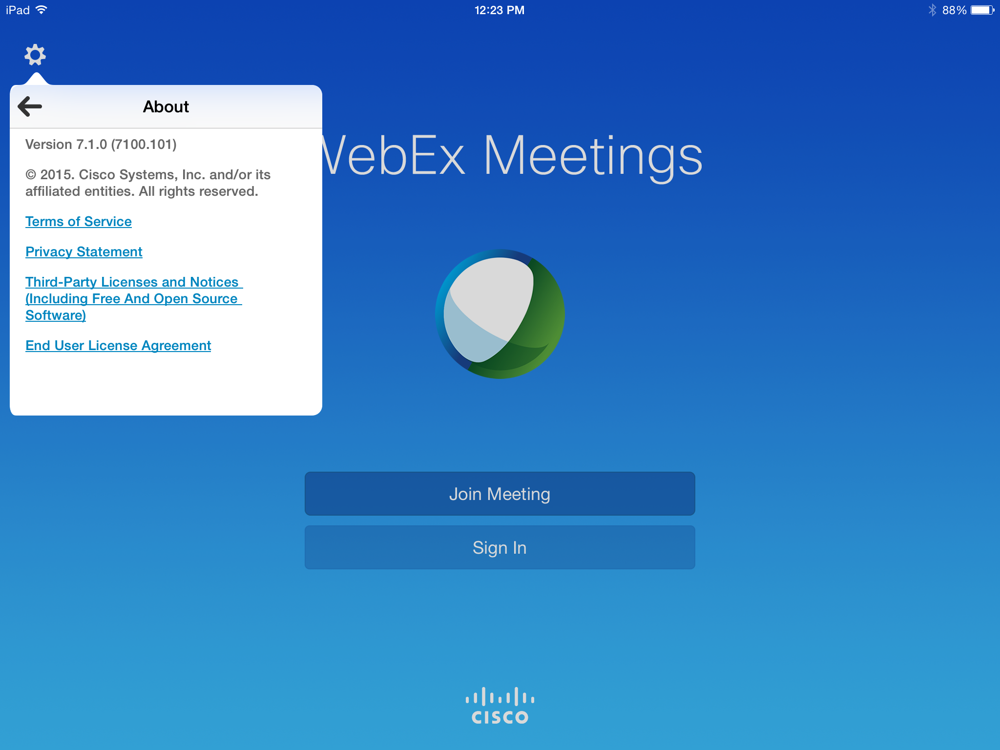 iPad
12:23 PM
88%
About
Version 7.1.0 (7100.101)
© 2015. Cisco Systems, Inc. and/or its
affiliated entities. All rights reserved.
Terms of Service
Privacy Statement
Third-Party Licenses and Notices
(Including Free And Open Source
Software)
End User License Agreement
WebEx Meetings
Join Meeting
Sign In
CISCO